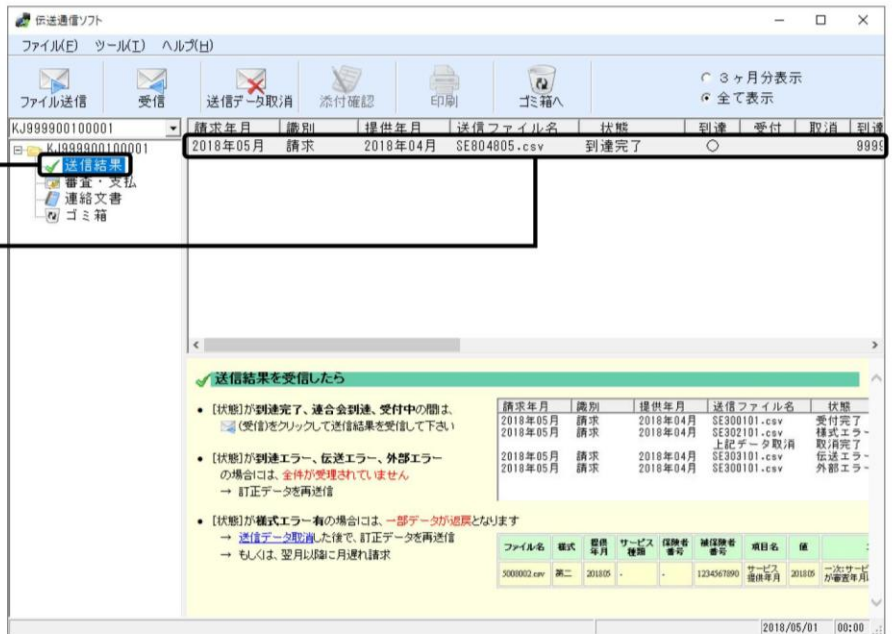 伝送通信ソフト
ファイル(F) ツール(T) ヘルプ(H)
ファイル送信 受信 送信データ取消 添付確認 印刷 ゴミ箱へ
3ヶ月分表示
全て表示
KJ999900100001
請求年月 識別 提供年月 送信ファイル名 状態 到達 受付 取消 到達
2018年05月 請求 2018年04月 SE804805.csv 到達完了 ○ 9999
KJ999900100001
送信結果
審査・支払
連絡文書
ゴミ箱
送信結果を受信したら
• [状態]が到達完了、連合会到達、受付中の間は、
(受信)をクリックして送信結果を受信して下さい
• [状態]が到達エラー、伝送エラー、外部エラー
の場合には、全件が受理されていません
→ 訂正データを再送信
• [状態]が様式エラー有の場合には、一部データが返戻となります
→ 送信データ取消した後で、訂正データを再送信
→ もしくは、翌月以降に月遅れ請求
請求年月 識別 提供年月 送信ファイル名 状態
2018年05月 請求 2018年04月 SE300101.csv 受付完了
2018年05月 請求 2018年04月 SE302101.csv 様式エラー
上記データ取消 取消完了
2018年05月 請求 2018年04月 SE303101.csv 伝送エラー
2018年05月 請求 2018年04月 SE300101.csv 外部エラー
ファイル名 様式 提供年月 サービス種類 保険者番号 被保険者番号 項目名 値
5008002.csv 第二 201805 - - 1234567890 サービス提供年月 201805 一次:サービ
が審査年月
2018/05/01 00:00